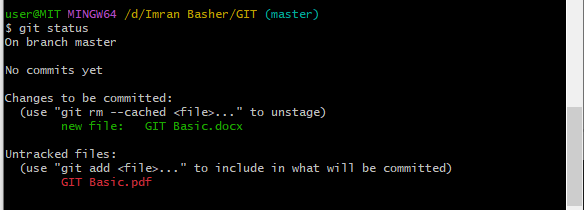 user@MIT MINGW64 /d/Imran Basher/GIT (master)
$ git status
On branch master
No commits yet
Changes to be committed:
(use "git rm --cached <file>..." to unstage)
new file:   GIT Basic.docx
Untracked files:
(use "git add <file>..." to include in what will be committed)
GIT Basic.pdf